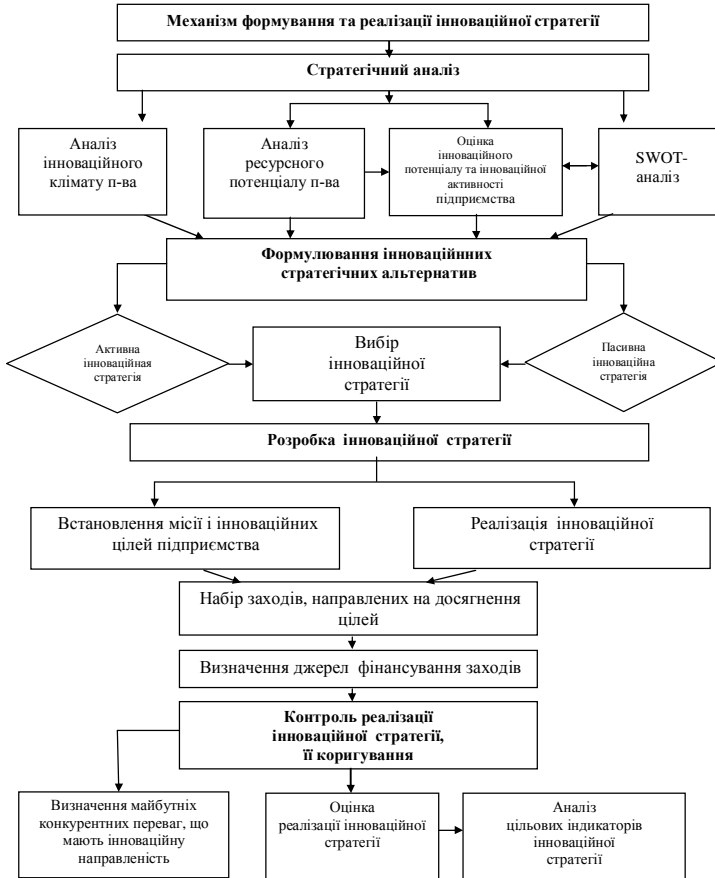 Механізм формування та реалізації інноваційної стратегії
Стратегічний аналіз
Аналіз
інноваційного
клімату п-ва
Аналіз
ресурсного
потенціалу п-ва
Оцінка
інноваційного
потенціалу та інноваційної
активності
підприємства
SWOT-
аналіз
Формулювання інноваційнних
стратегічних альтернатив
Активна
інноваційная
стратегія
Вибір
інноваційної
стратегії
Пасивна
інноваційна
стратегія
Розробка інноваційної стратегії
Встановлення місії і інноваційних
цілей підприємства
Реалізація інноваційної
стратегії
Набір заходів, направлених на досягнення
цілей
Визначення джерел фінансування заходів
Контроль реалізації
інноваційної стратегії,
її коригування
Визначення майбутніх
конкурентних переваг, що
мають інноваційну
направленість
Оцінка
реалізації інноваційної
стратегії
Аналіз
цільових індикаторів
інноваційної
стратегії